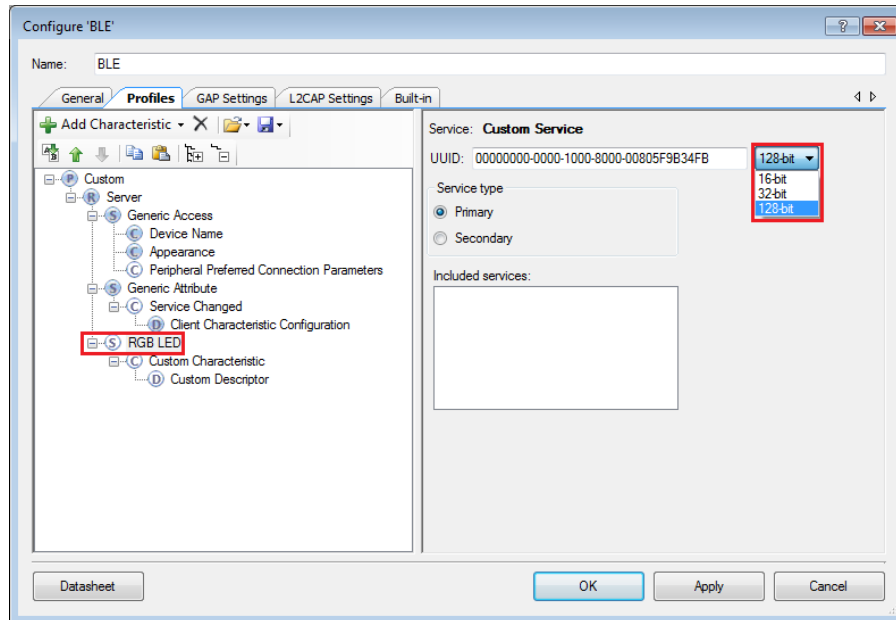 Configure 'BLE'
Name: BLE
General Profiles GAP Settings L2CAP Settings Built-in
Add Characteristic
Custom
Server
Generic Access
Device Name
Appearance
Peripheral Preferred Connection Parameters
Generic Attribute
Service Changed
Client Characteristic Configuration
RGB LED
Custom Characteristic
Custom Descriptor
Service: Custom Service
UUID: 00000000-0000-1000-8000-00805F9B34FB 128-bit
16-bit
32-bit
128-bit
Service type
Primary
Secondary
Included services:
Datasheet OK Apply Cancel